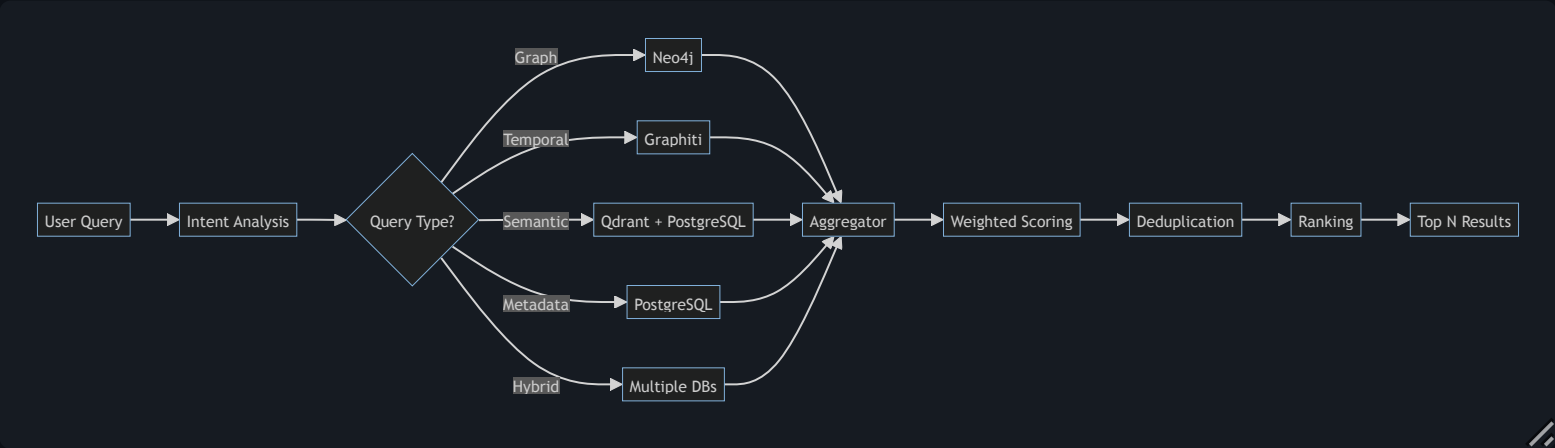 User Query
Intent Analysis
Query Type?
Graph
Neo4j
Temporal
Graphiti
Semantic
Qdrant + PostgreSQL
Metadata
PostgreSQL
Hybrid
Multiple DBs
Aggregator
Weighted Scoring
Deduplication
Ranking
Top N Results